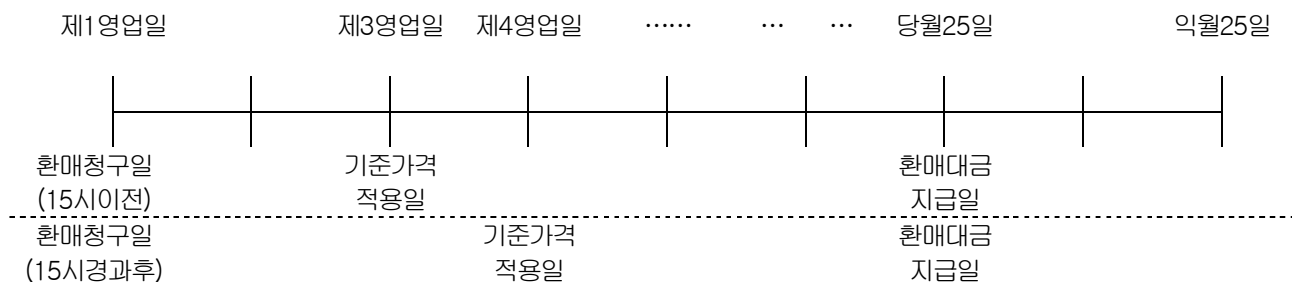 제1영업일 제3영업일 제4영업일 …… … … 당월25일 익월25일
환매청구일 기준가격 환매대금
(15시이전) 적용일 지급일
환매청구일 기준가격 환매대금
(15시경과후) 적용일 지급일